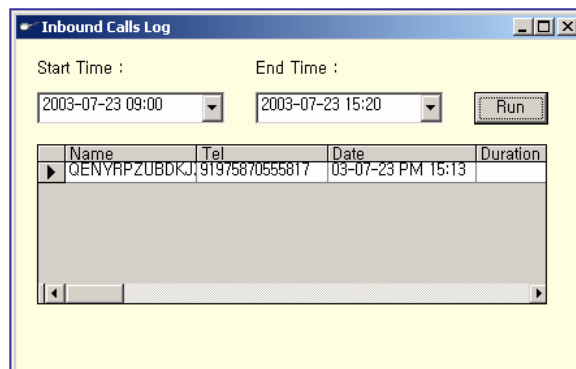 Inbound Calls Log
Start Time : End Time :
2003-07-23 09:00 2003-07-23 15:20 Run
Name Tel Date Duration
QENYRPZUBDKJ. 91975870555817 03-07-23 PM 15:13